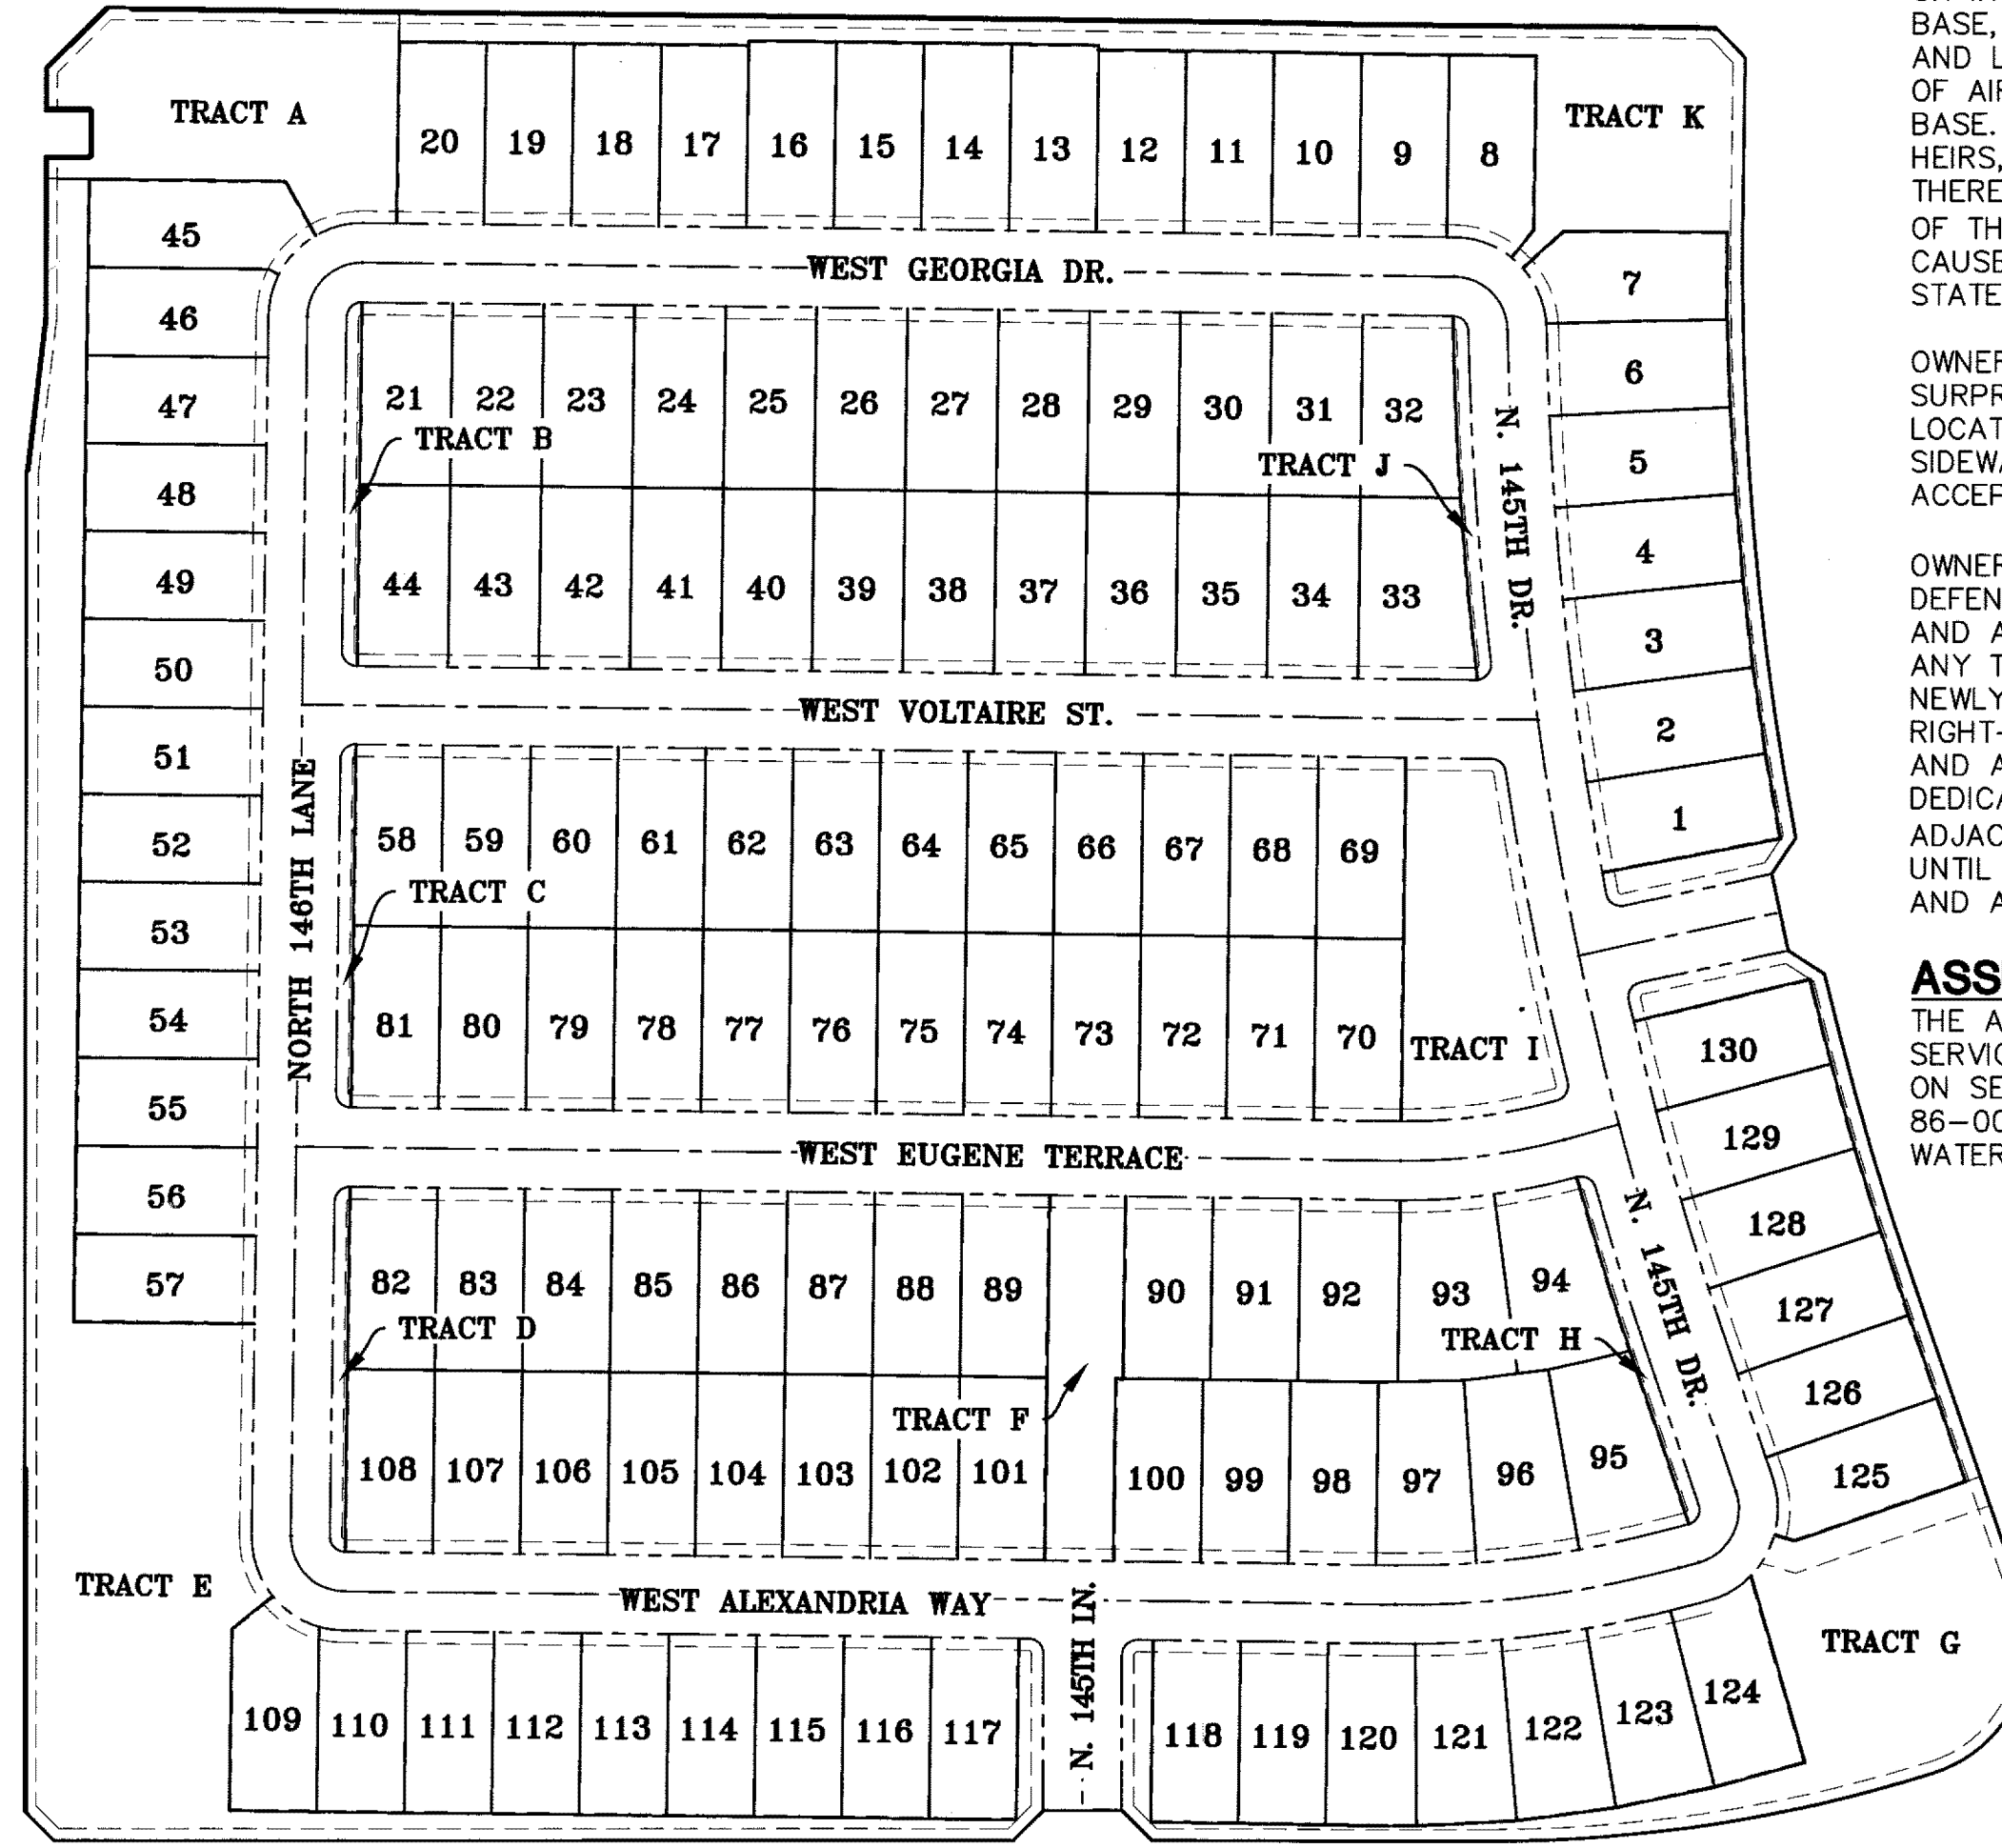 BASE,
AND L
OF AIR
BASE.
HEIRS,
THERE
OF TH
CAUSE
STATE
OWNER
SURPR
LOCAT
SIDEWA
ACCEP
OWNER
DEFEN
AND A
ANY T
NEWLY
RIGHT-
AND A
DEDICA
ADJAC
UNTIL
AND A
ASS
THE A
SERVIC
ON SE
86-00
WATER
TRACT A
20 19 18 17 16 15 14 13 12 11 10 9 8
TRACT K
45
WEST GEORGIA DR.
7
46
6
21 22 23 24 25 26 27 28 29 30 31 32
47
TRACT B
TRACT J
N. 145TH DR.
5
48
4
44 43 42 41 40 39 38 37 36 35 34 33
49
3
50
WEST VOLTAIRE ST.
2
51
1
58 59 60 61 62 63 64 65 66 67 68 69
52
NORTH 146TH LANE
TRACT C
53
81 80 79 78 77 76 75 74 73 72 71 70
TRACT I
54
130
55
129
WEST EUGENE TERRACE
56
128
82 83 84 85 86 87 88 89 90 91 92 93 94
57
N. 145TH DR.
127
TRACT D
TRACT H
126
TRACT F
108 107 106 105 104 103 102 101 100 99 98 97 96 95
125
TRACT E
WEST ALEXANDRIA WAY
N. 145TH LN.
TRACT G
109 110 111 112 113 114 115 116 117 118 119 120 121 122 123 124